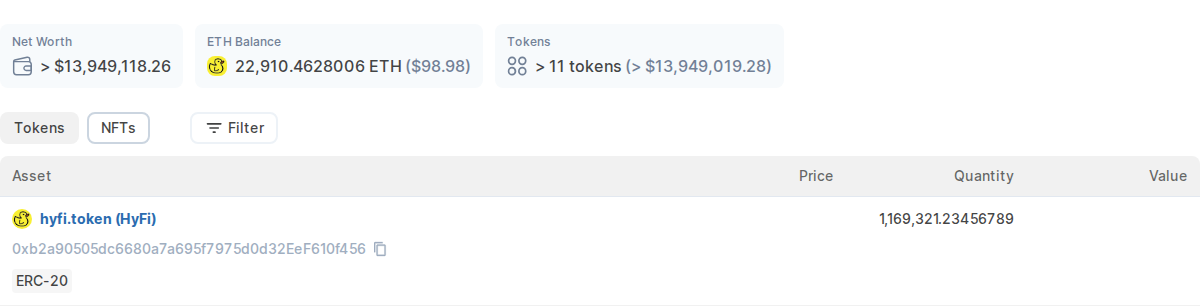 Net Worth
> $13,949,118.26
ETH Balance
22,910.4628006 ETH ($98.98)
Tokens
> 11 tokens (> $13,949,019.28)
Tokens NFTs Filter
Asset Price Quantity Value
hyfi.token (HyFi) 1,169,321.23456789
0xb2a90505dc6680a7a695f7975d0d32EeF610f456
ERC-20